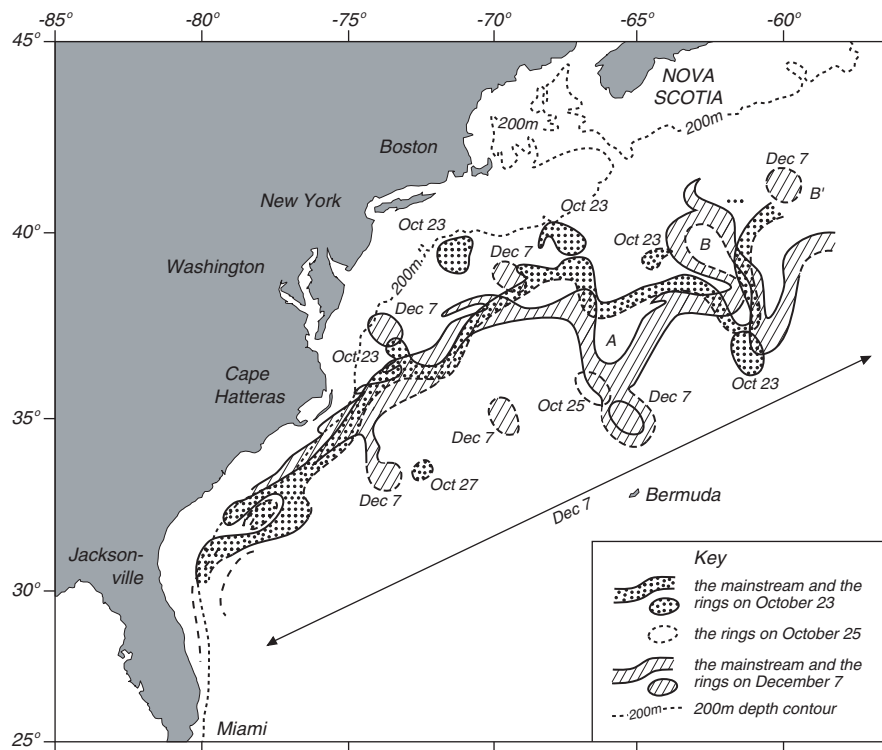 -85° -80° -75° -70° -65° -60°
45°
NOVA
SCOTIA
200m
200m
Boston
Dec 7
New York
B'
Oct 23
40°
Oct 23
Oct 23
B
Washington
Dec 7
200m
Dec 7
A
Oct 23
Cape
Hatteras
Oct 23
Oct 25
Dec 7
35°
Dec 7
Dec 7
Oct 27
Bermuda
Dec 7
Jackson-
ville
30°
Key
the mainstream and the
rings on October 23
the rings on October 25
the mainstream and the
rings on December 7
200m
200m depth contour
Miami
25°